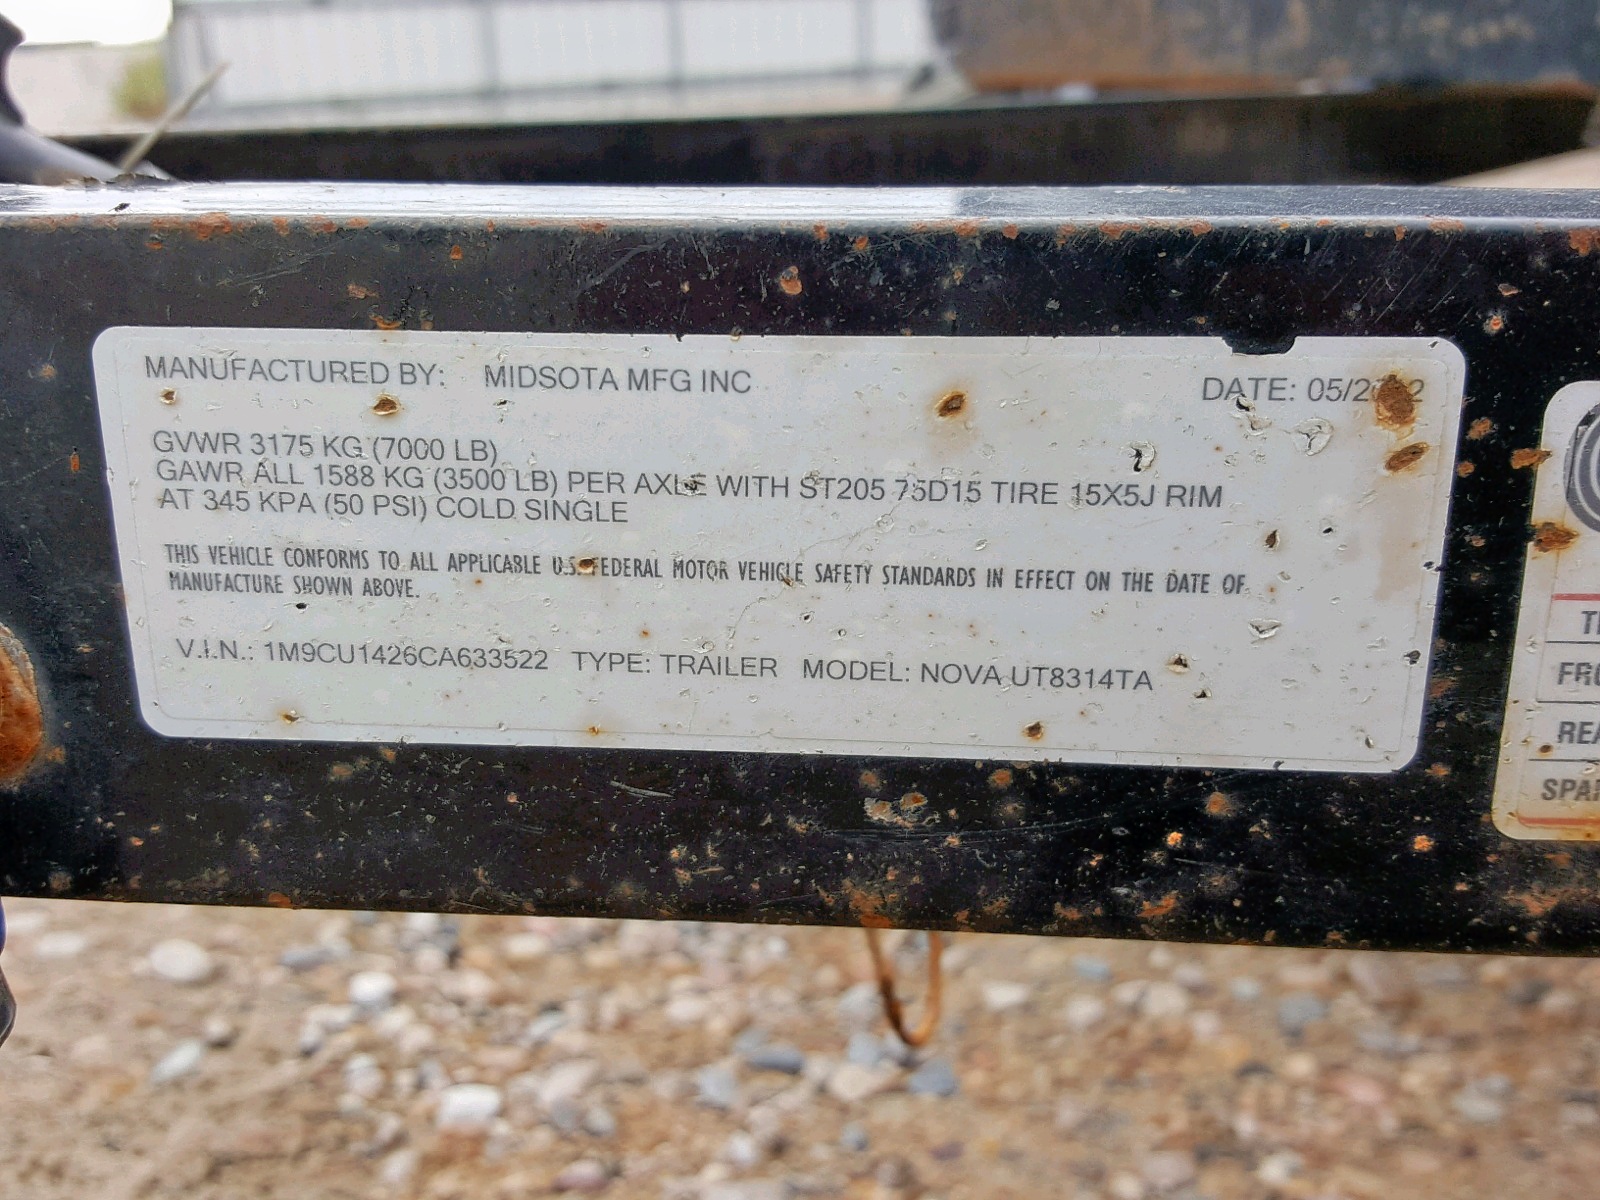 MANUFACTURED BY: MIDSOTA MFG INC DATE: 05/2012
GVWR 3175 KG (7000 LB)
GAWR ALL 1588 KG (3500 LB) PER AXLE WITH ST205 75D15 TIRE 15X5J RIM
AT 345 KPA (50 PSI) COLD SINGLE
THIS VEHICLE CONFORMS TO ALL APPLICABLE U.S. FEDERAL MOTOR VEHICLE SAFETY STANDARDS IN EFFECT ON THE DATE OF
MANUFACTURE SHOWN ABOVE.
V.I.N.: 1M9CU1426CA633522 TYPE: TRAILER MODEL: NOVA UT8314TA